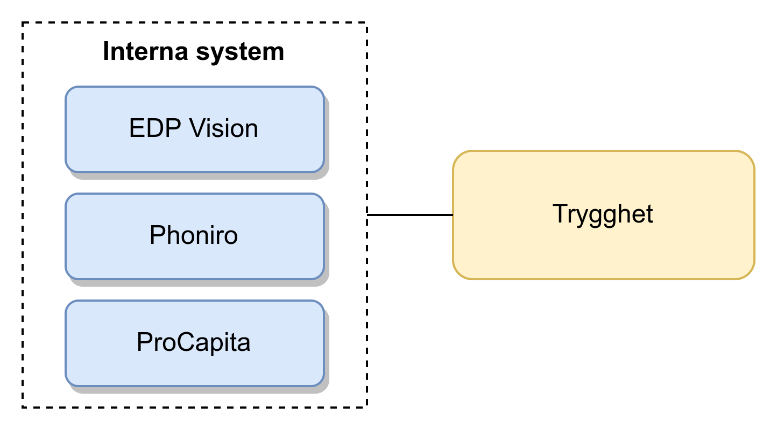 Interna system
EDP Vision
Phoniro
ProCapita
Trygghet